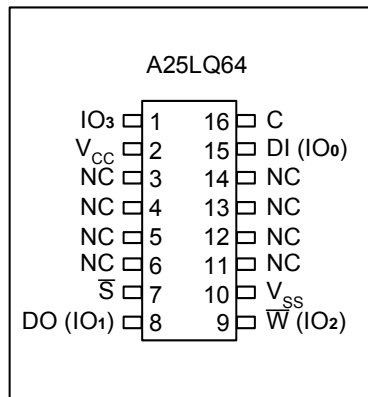 A25LQ64
IO3 1 16 C
VCC 2 15 DI (IO0)
NC 3 14 NC
NC 4 13 NC
NC 5 12 NC
NC 6 11 NC
S̅ 7 10 VSS
DO (IO1) 8 9 W̅ (IO2)